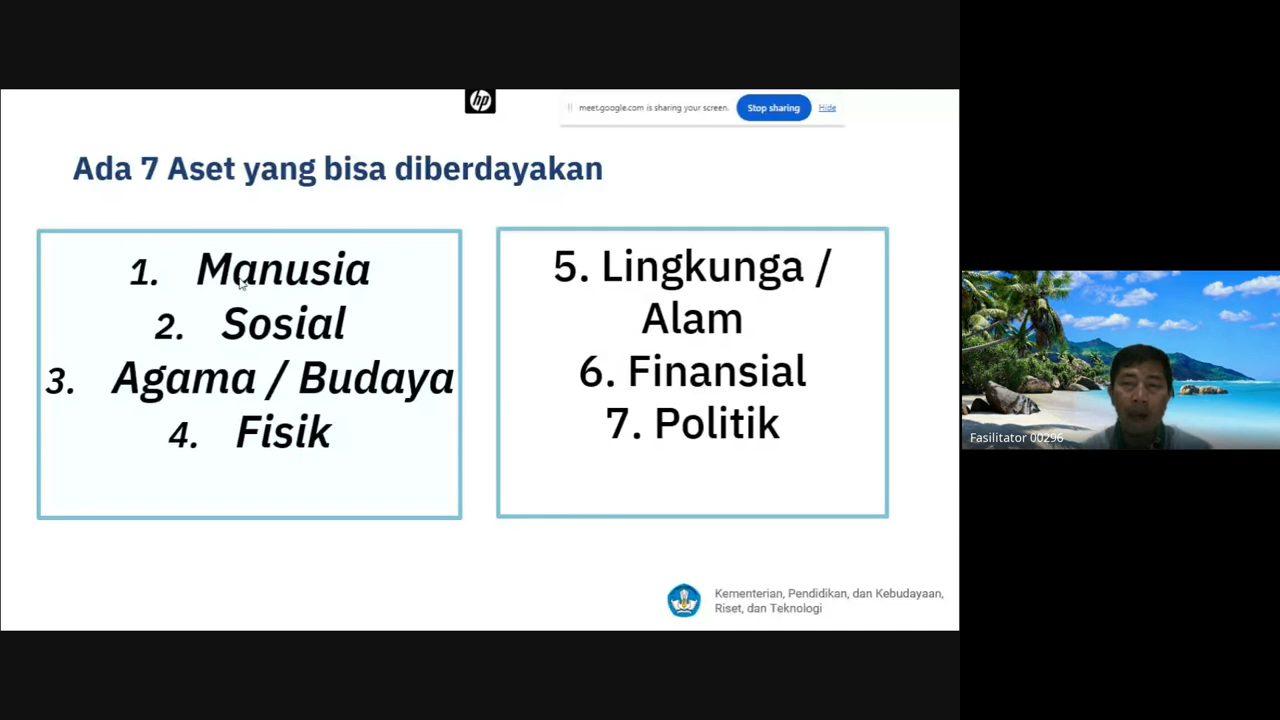 hp
meet.google.com is sharing your screen.
Stop sharing
Hide
Ada 7 Aset yang bisa diberdayakan
1. Manusia
2. Sosial
3. Agama / Budaya
4. Fisik
5. Lingkunga /
Alam
6. Finansial
7. Politik
Fasilitator 00296
Kementerian, Pendidikan, dan Kebudayaan,
Riset, dan Teknologi